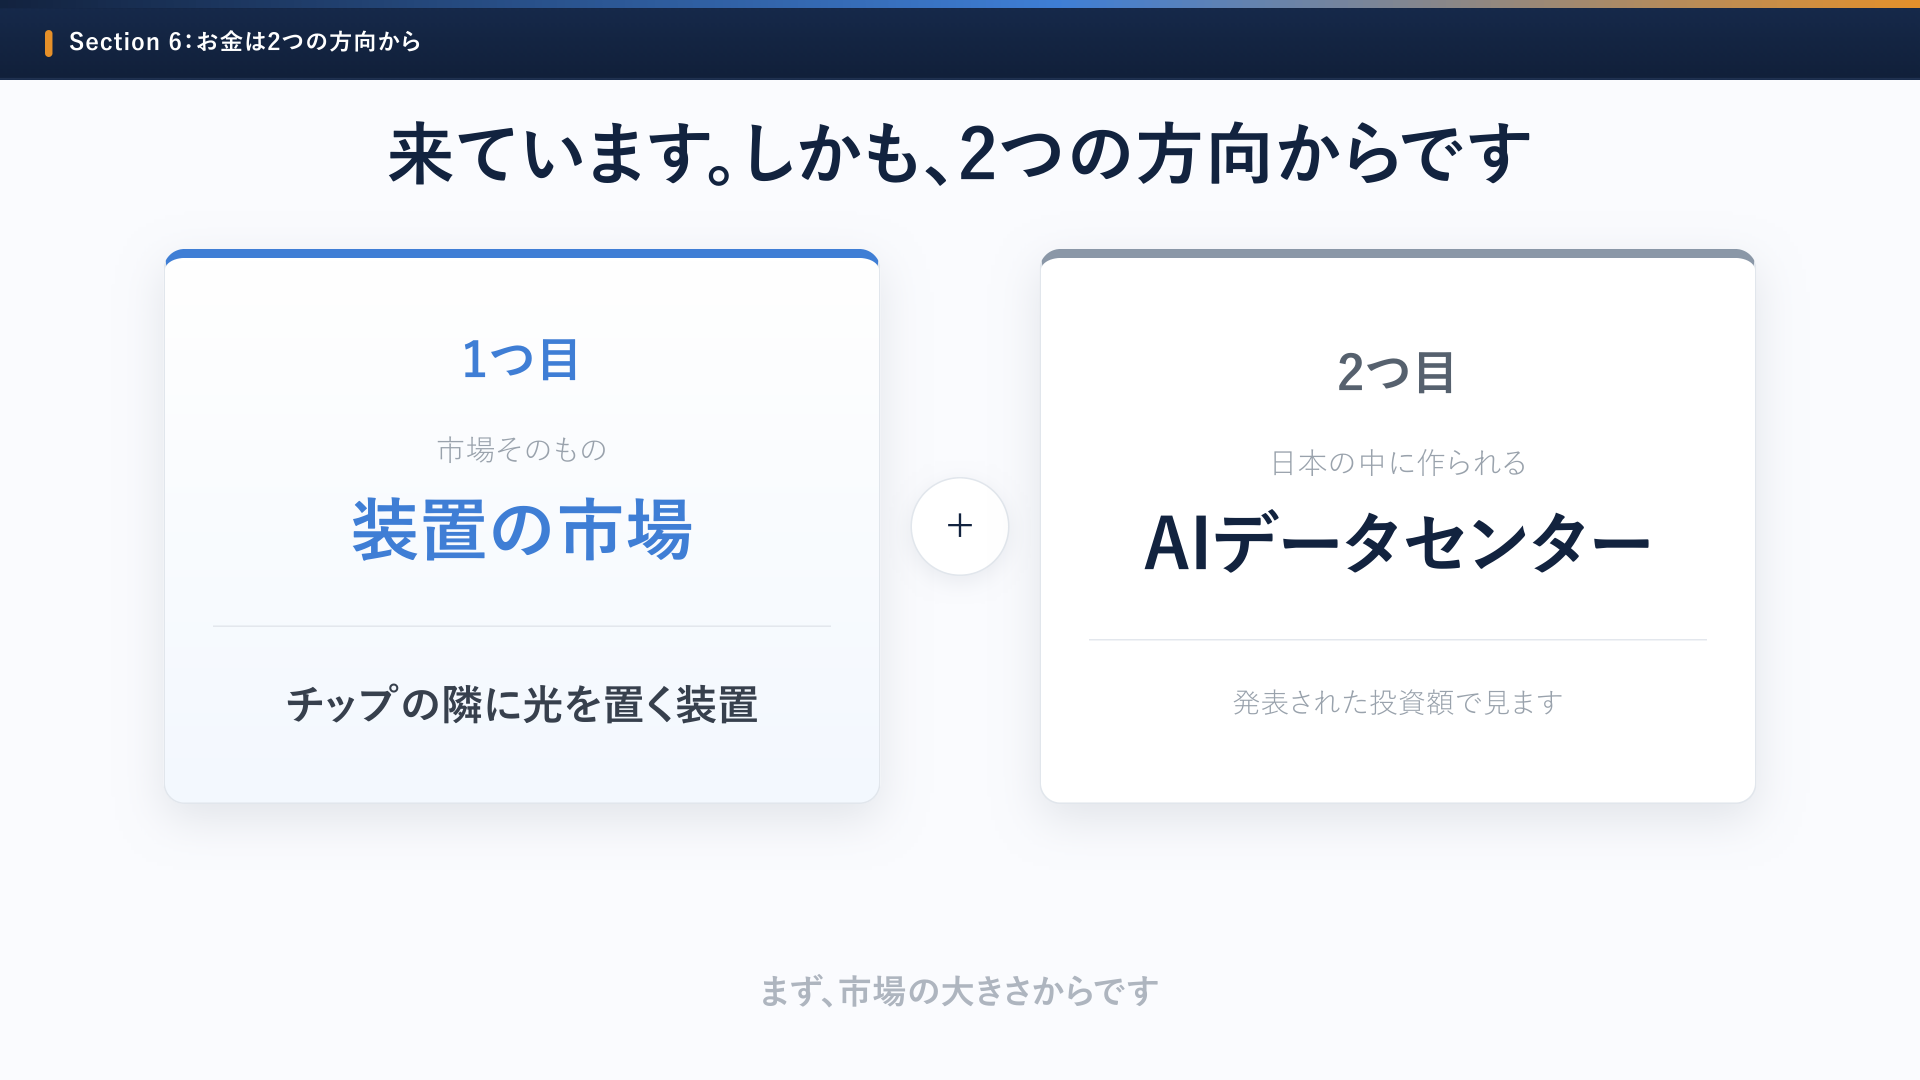 Section 6：お金は2つの方向から
来ています。しかも、2つの方向からです
1つ目
市場そのもの
装置の市場
チップの隣に光を置く装置
+
2つ目
日本の中に作られる
AIデータセンター
発表された投資額で見ます
まず、市場の大きさからです